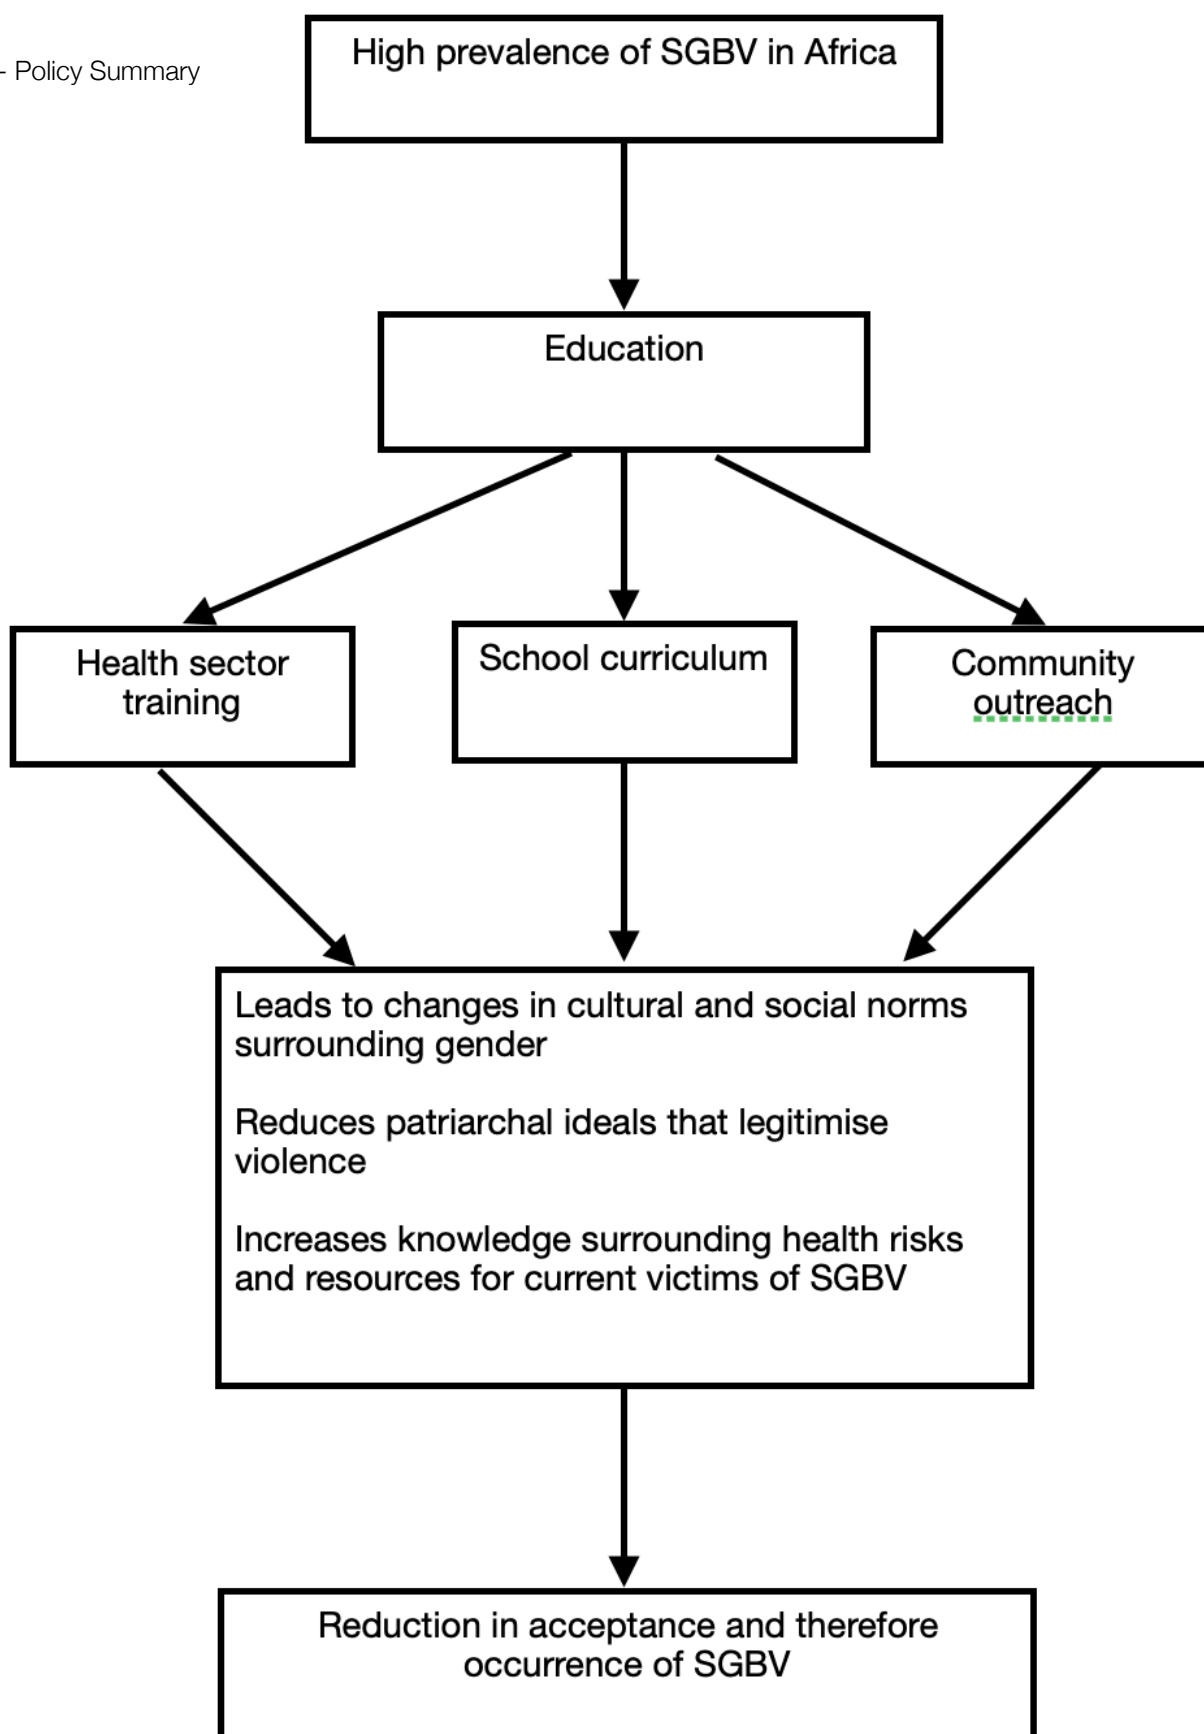 High prevalence of SGBV in Africa
- Policy Summary
Education
Health sector
training
School curriculum
Community
outreach
Leads to changes in cultural and social norms
surrounding gender
Reduces patriarchal ideals that legitimise
violence
Increases knowledge surrounding health risks
and resources for current victims of SGBV
Reduction in acceptance and therefore
occurrence of SGBV